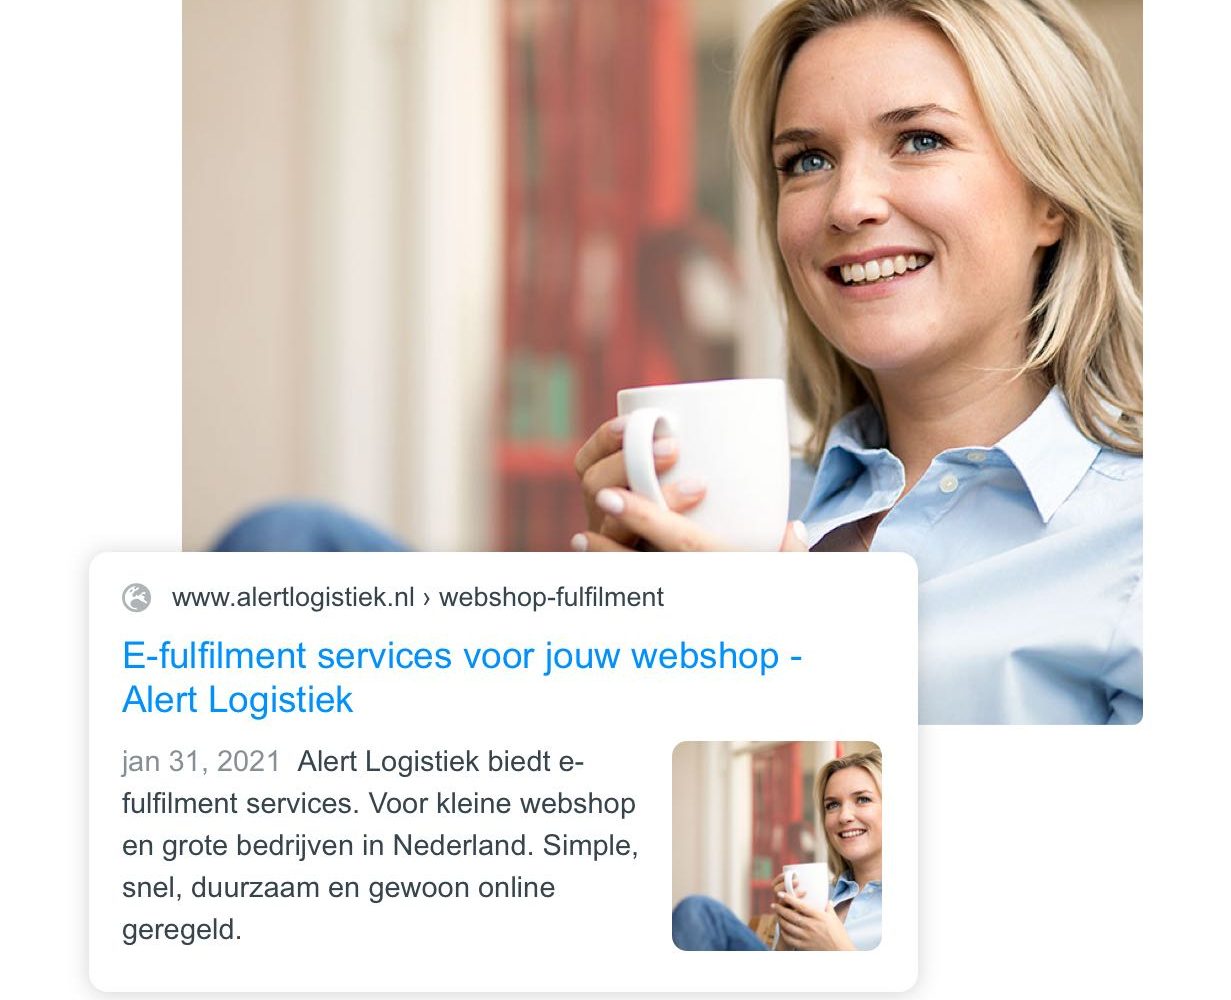 www.alertlogistiek.nl › webshop-fulfilment
E-fulfilment services voor jouw webshop -
Alert Logistiek
jan 31, 2021 Alert Logistiek biedt e-
fulfilment services. Voor kleine webshop
en grote bedrijven in Nederland. Simple,
snel, duurzaam en gewoon online
geregeld.